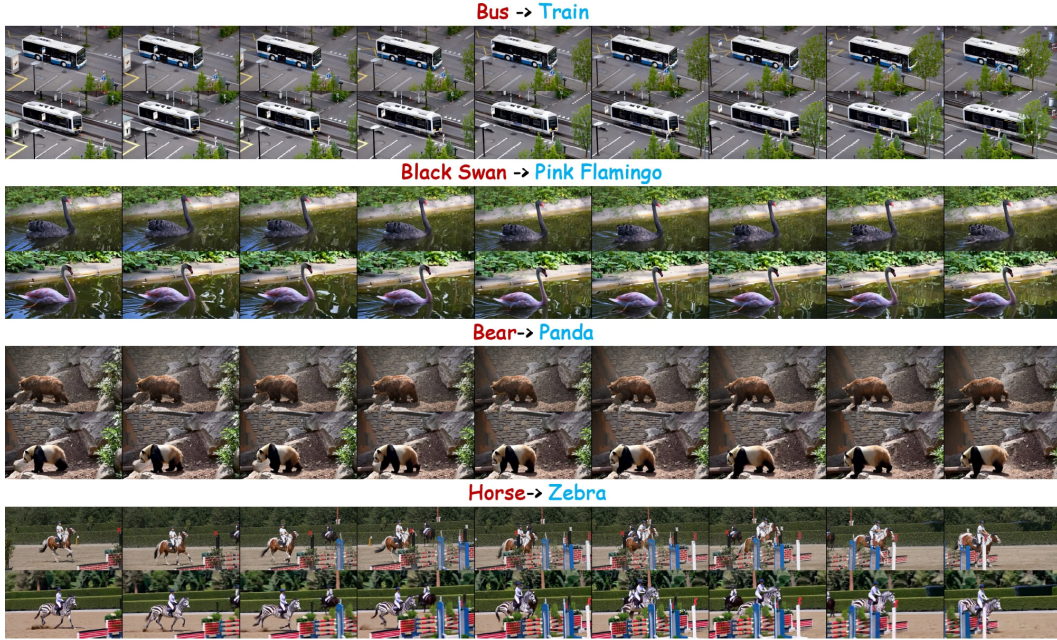 Bus -> Train
Black Swan -> Pink Flamingo
Bear-> Panda
Horse-> Zebra